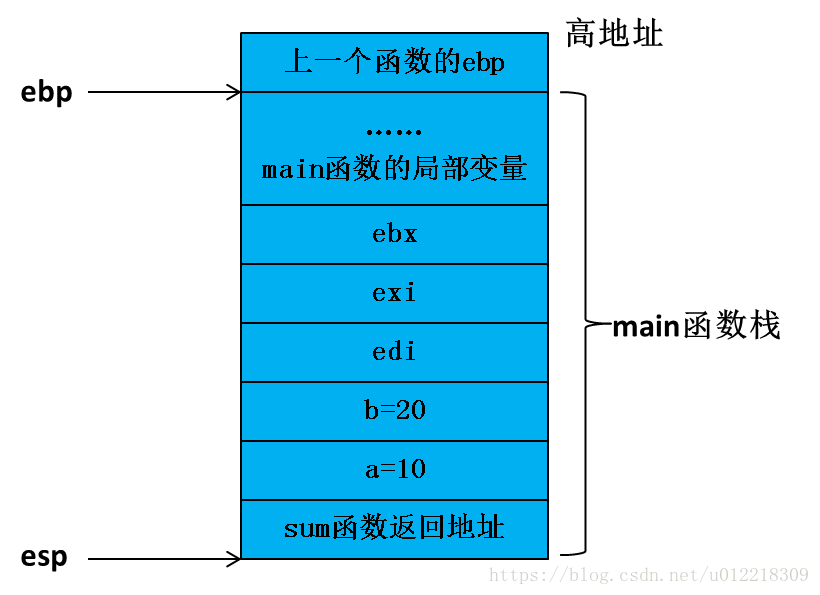 高地址
上一个函数的ebp
ebp
......
main函数的局部变量
ebx
exi
edi
main函数栈
b=20
a=10
sum函数返回地址
esp
https://blog.csdn.net/u012218309